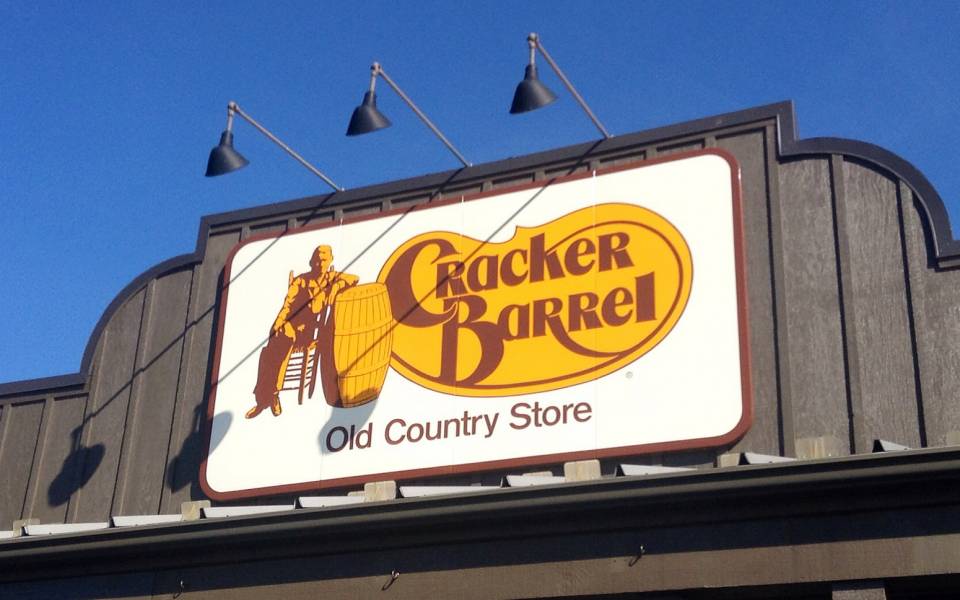 Cracker
Barrel
Old Country Store